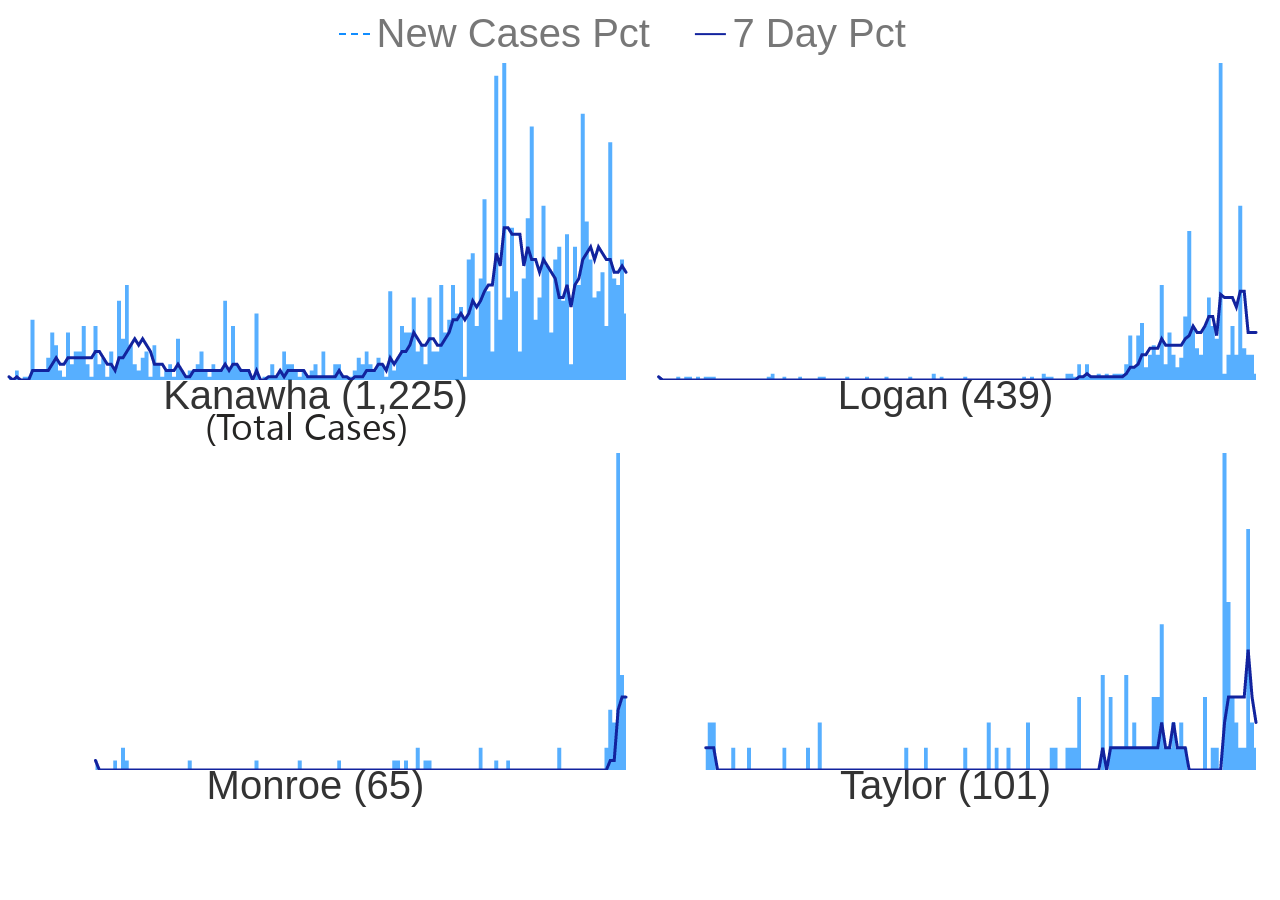 New Cases Pct 7 Day Pct
Kanawha (1,225) Logan (439)
(Total Cases)
Monroe (65) Taylor (101)